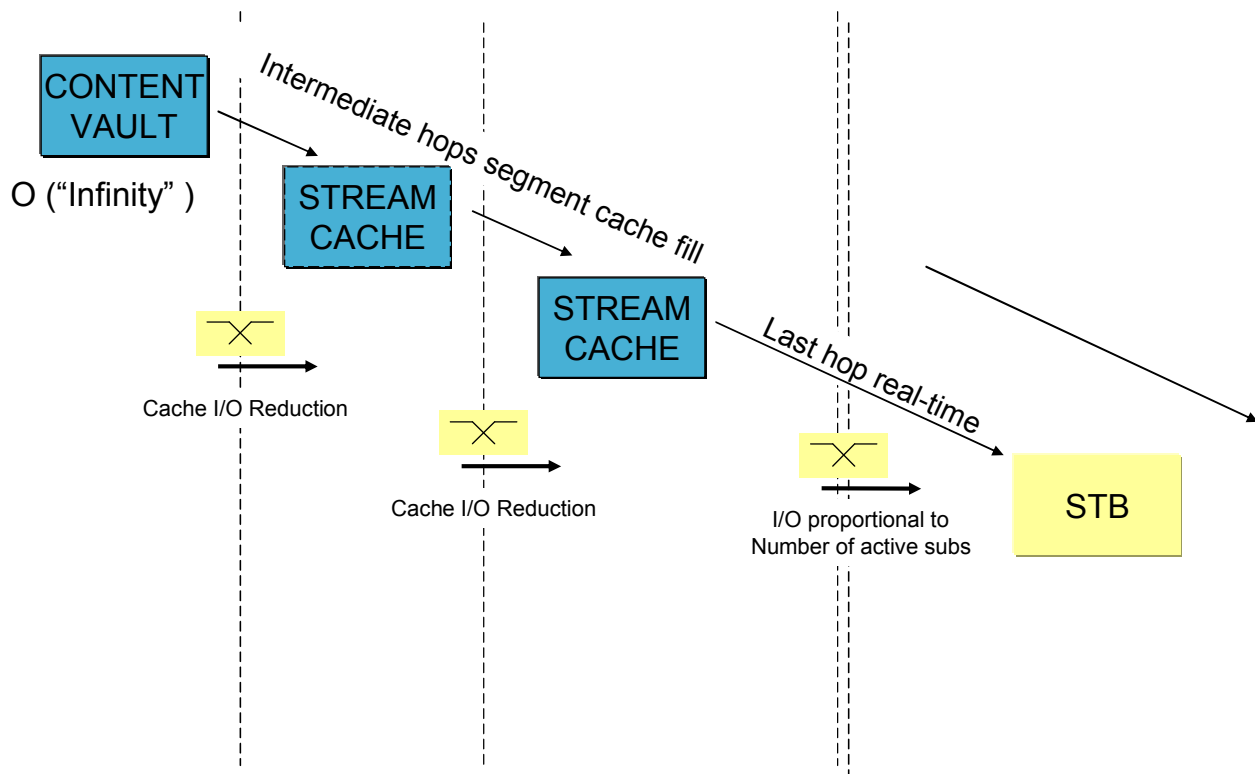 CONTENT
VAULT
O (“Infinity” )
Intermediate hops segment cache fill
STREAM
CACHE
STREAM
CACHE
Last hop real-time
Cache I/O Reduction
Cache I/O Reduction
I/O proportional to
Number of active subs
STB